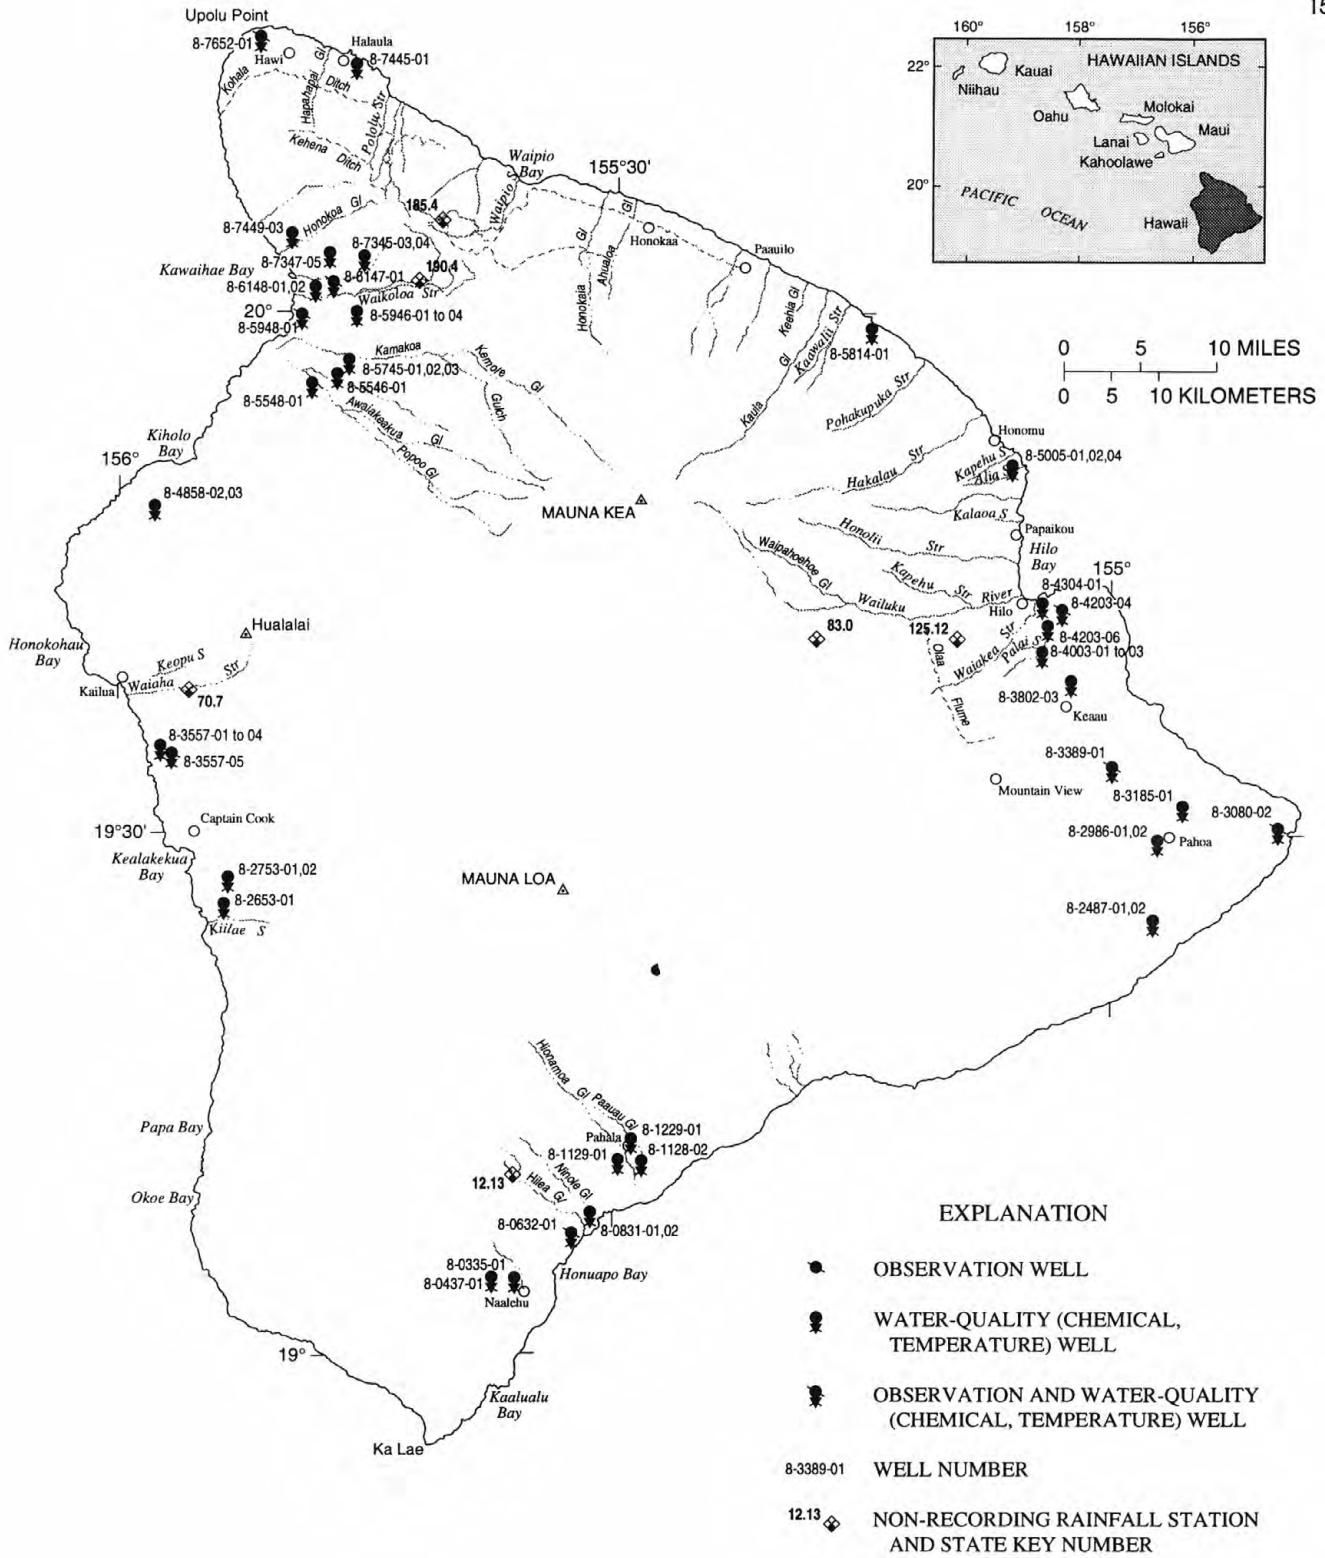 15
Upolu Point
8-7652-01
Hawi
Halaula
8-7445-01
Kohala
Hapahapai Gl
Ditch
Pololu Str
Kehena
Ditch
Waipio
Bay
Waipio S
155°30'
185.4
Honokoa Gl
8-7449-03
8-7345-03,04
8-7347-05
Kawaihae Bay
8-6147-01
190.4
8-6148-01,02
Waikoloa Str
20°
8-5948-01
8-5946-01 to 04
Honokaia Gl
Ahualoa Gl
Honokaa
Paauilo
Keehia Gl
Kaawalii Str
8-5814-01
Kaula Gl
Pohakupuka Str
Kamakoa
Kemole Gl
Gulch
8-5745-01,02,03
8-5546-01
8-5548-01
Awaiakeakua Gl
Popoo Gl
Kiholo
Bay
156°
8-4858-02,03
MAUNA KEA
Hakalau Str
Honomu
8-5005-01,02,04
Kapehu S
Alia S
Kalaoa S
Papaikou
Honolii Str
Hilo
Bay
Waipahoehoe Gl
Kapehu Str
Wailuku River
155°
8-4304-01
Hilo
8-4203-04
8-4203-06
8-4003-01 to 03
83.0
125.12
Waiakea Str
Palai S
Olaa
Flume
8-3802-03
Keaau
Hualalai
Honokohau
Bay
Keopu S
Waiaha Str
Kailua
70.7
8-3557-01 to 04
8-3557-05
8-3389-01
Mountain View
8-3185-01
8-3080-02
8-2986-01,02
Pahoa
19°30'
Captain Cook
Kealakekua
Bay
8-2753-01,02
8-2653-01
Kiilae S
MAUNA LOA
8-2487-01,02
Hionamoa Gl
Paauau Gl
Papa Bay
Pahala
8-1229-01
8-1128-02
8-1129-01
12.13
Ninole Gl
Hilea Gl
Okoe Bay
8-0632-01
8-0831-01,02
8-0335-01
8-0437-01
Honuapo Bay
Naalehu
19°
Kaalualu
Bay
Ka Lae
160°
158°
156°
22°
20°
HAWAIIAN ISLANDS
Niihau
Kauai
Oahu
Molokai
Lanai
Maui
Kahoolawe
PACIFIC OCEAN
Hawaii
0 5 10 MILES
0 5 10 KILOMETERS
EXPLANATION
OBSERVATION WELL
WATER-QUALITY (CHEMICAL,
TEMPERATURE) WELL
OBSERVATION AND WATER-QUALITY
(CHEMICAL, TEMPERATURE) WELL
8-3389-01 WELL NUMBER
12.13 NON-RECORDING RAINFALL STATION
AND STATE KEY NUMBER